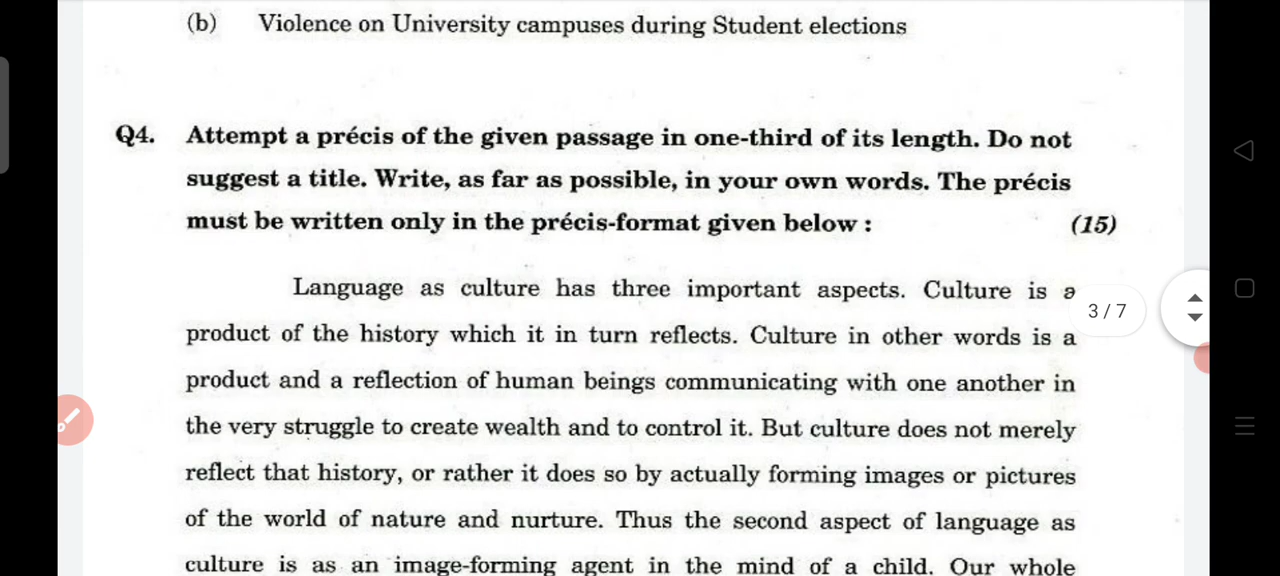 (b) Violence on University campuses during Student elections
Q4. Attempt a précis of the given passage in one-third of its length. Do not
suggest a title. Write, as far as possible, in your own words. The précis
must be written only in the précis-format given below : (15)
Language as culture has three important aspects. Culture is a
3 / 7
product of the history which it in turn reflects. Culture in other words is a
product and a reflection of human beings communicating with one another in
the very struggle to create wealth and to control it. But culture does not merely
reflect that history, or rather it does so by actually forming images or pictures
of the world of nature and nurture. Thus the second aspect of language as
culture is as an image-forming agent in the mind of a child. Our whole